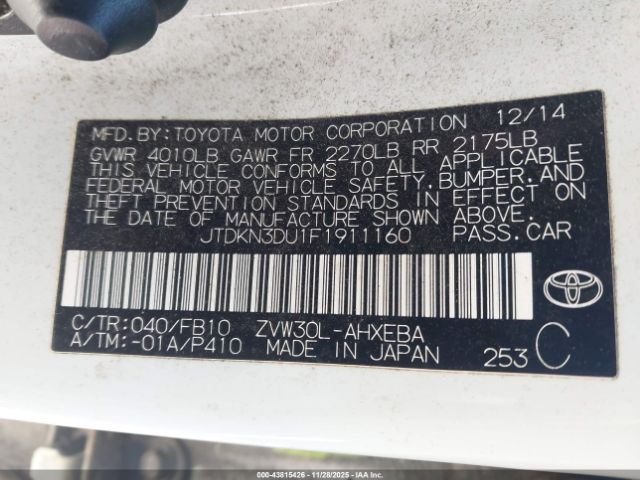 12/14
MFD.BY:TOYOTA MOTOR CORPORATION
GVWR 4010LB GAWR FR 2270LB RR 2175LB
THIS VEHICLE CONFORMS TO ALL APPLICABLE
FEDERAL MOTOR VEHICLE SAFETY,BUMPER,AND
THEFT PREVENTION STANDARDS IN EFFECT ON
THE DATE OF MANUFACTURE SHOWN ABOVE.
JTDKN3DU1F1911160 PASS.CAR
C/TR:040/FB10 ZVW30L-AHXEBA
A/TM:-01A/P410 MADE IN JAPAN 253 C
000-43815426 - 11/28/2025 - IAAI.com